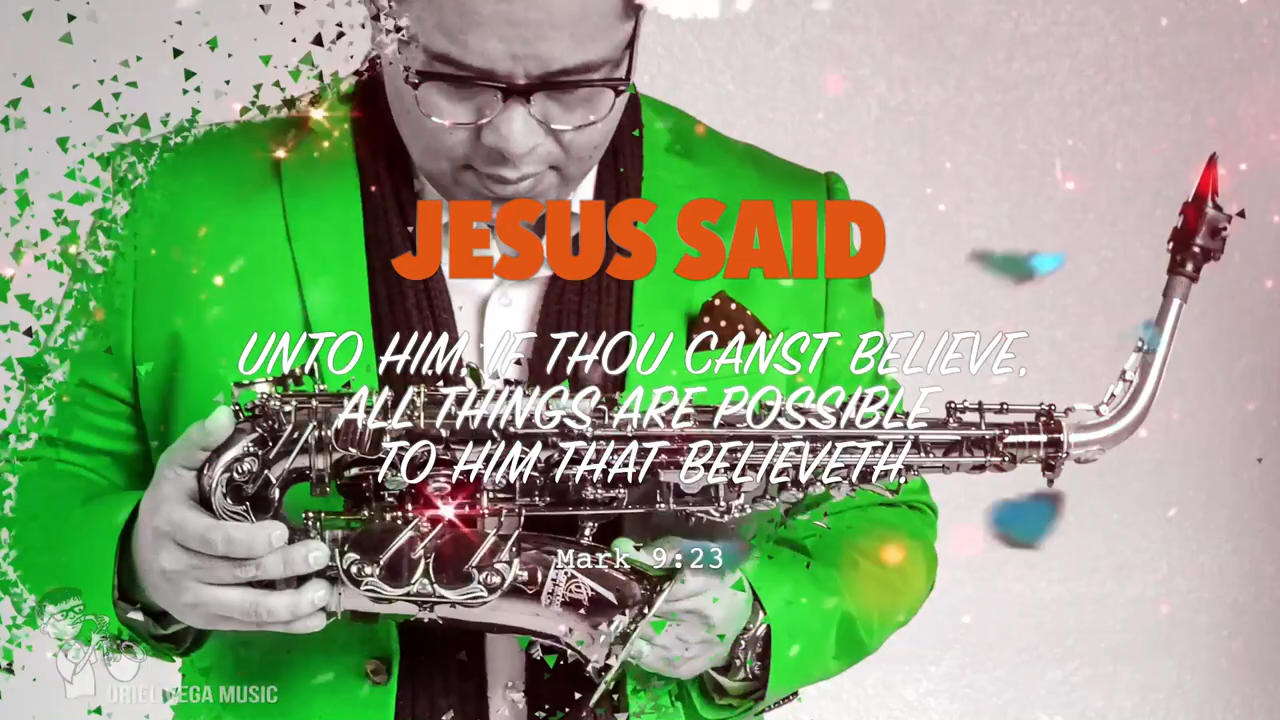 JESUS SAID
UNTO HIM, IF THOU CANST BELIEVE,
ALL THINGS ARE POSSIBLE
TO HIM THAT BELIEVETH.
Mark 9:23
URIEL VEGA MUSIC